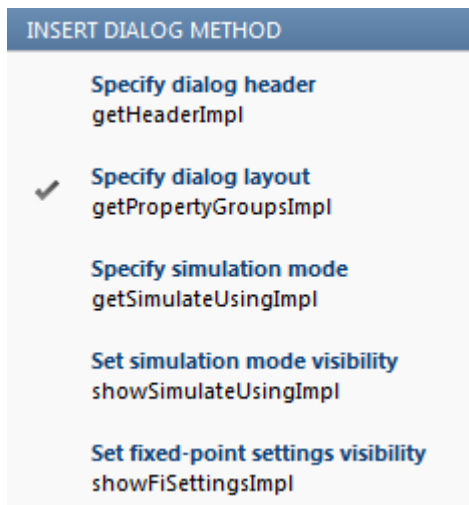 INSERT DIALOG METHOD
Specify dialog header
getHeaderImpl
Specify dialog layout
getPropertyGroupsImpl
Specify simulation mode
getSimulateUsingImpl
Set simulation mode visibility
showSimulateUsingImpl
Set fixed-point settings visibility
showFiSettingsImpl